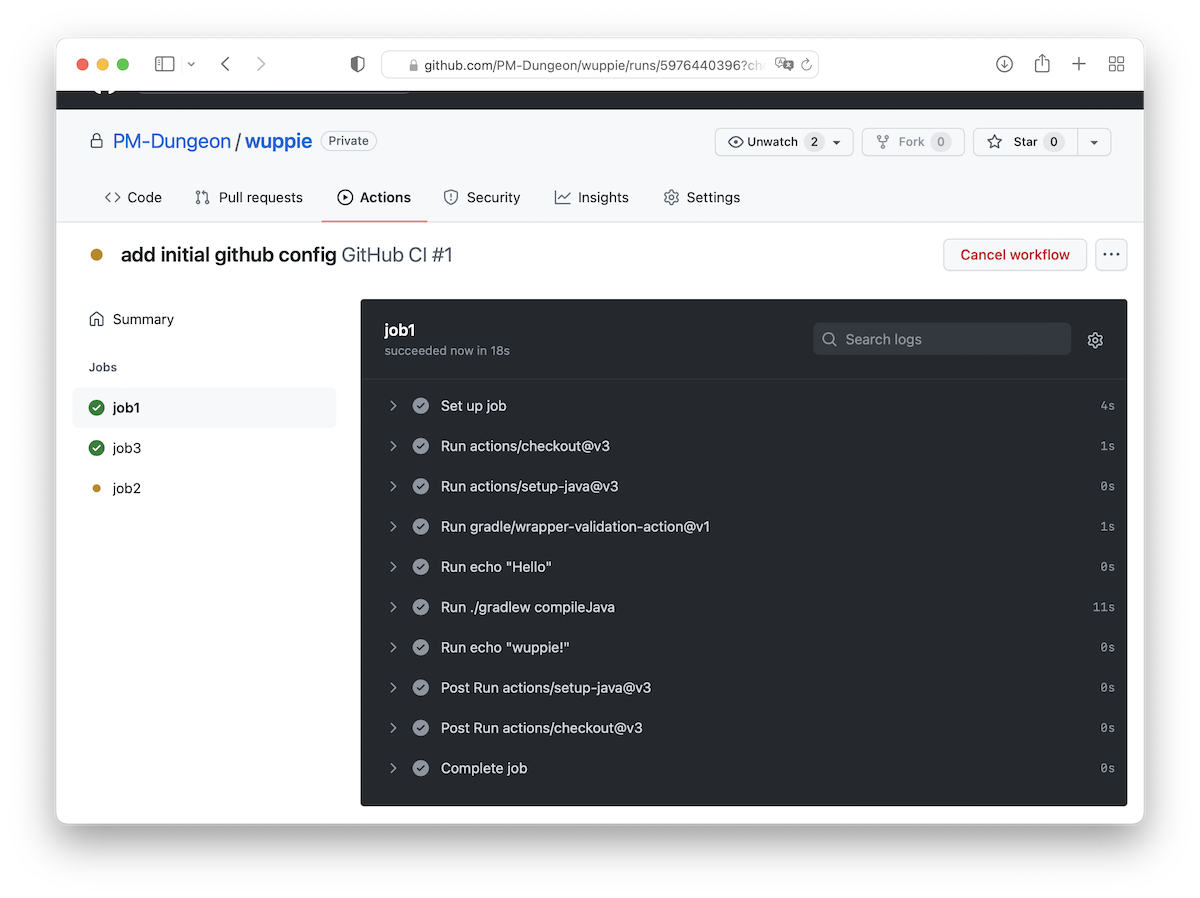 github.com/PM-Dungeon/wuppie/runs/5976440396?ch
PM-Dungeon / wuppie Private
Unwatch 2
Fork 0
Star 0
Code
Pull requests
Actions
Security
Insights
Settings
add initial github config GitHub CI #1
Cancel workflow
Summary
Jobs
job1
job3
job2
job1
succeeded now in 18s
Search logs
Set up job 4s
Run actions/checkout@v3 1s
Run actions/setup-java@v3 0s
Run gradle/wrapper-validation-action@v1 1s
Run echo "Hello" 0s
Run ./gradlew compileJava 11s
Run echo "wuppie!" 0s
Post Run actions/setup-java@v3 0s
Post Run actions/checkout@v3 0s
Complete job 0s